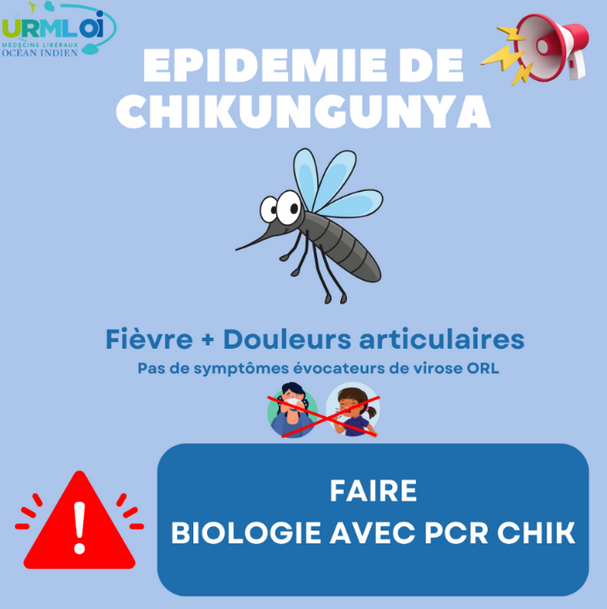 URML OI
MÉDECINS LIBÉRAUX
OCÉAN INDIEN
EPIDEMIE DE
CHIKUNGUNYA
Fièvre + Douleurs articulaires
Pas de symptômes évocateurs de virose ORL
!
FAIRE
BIOLOGIE AVEC PCR CHIK